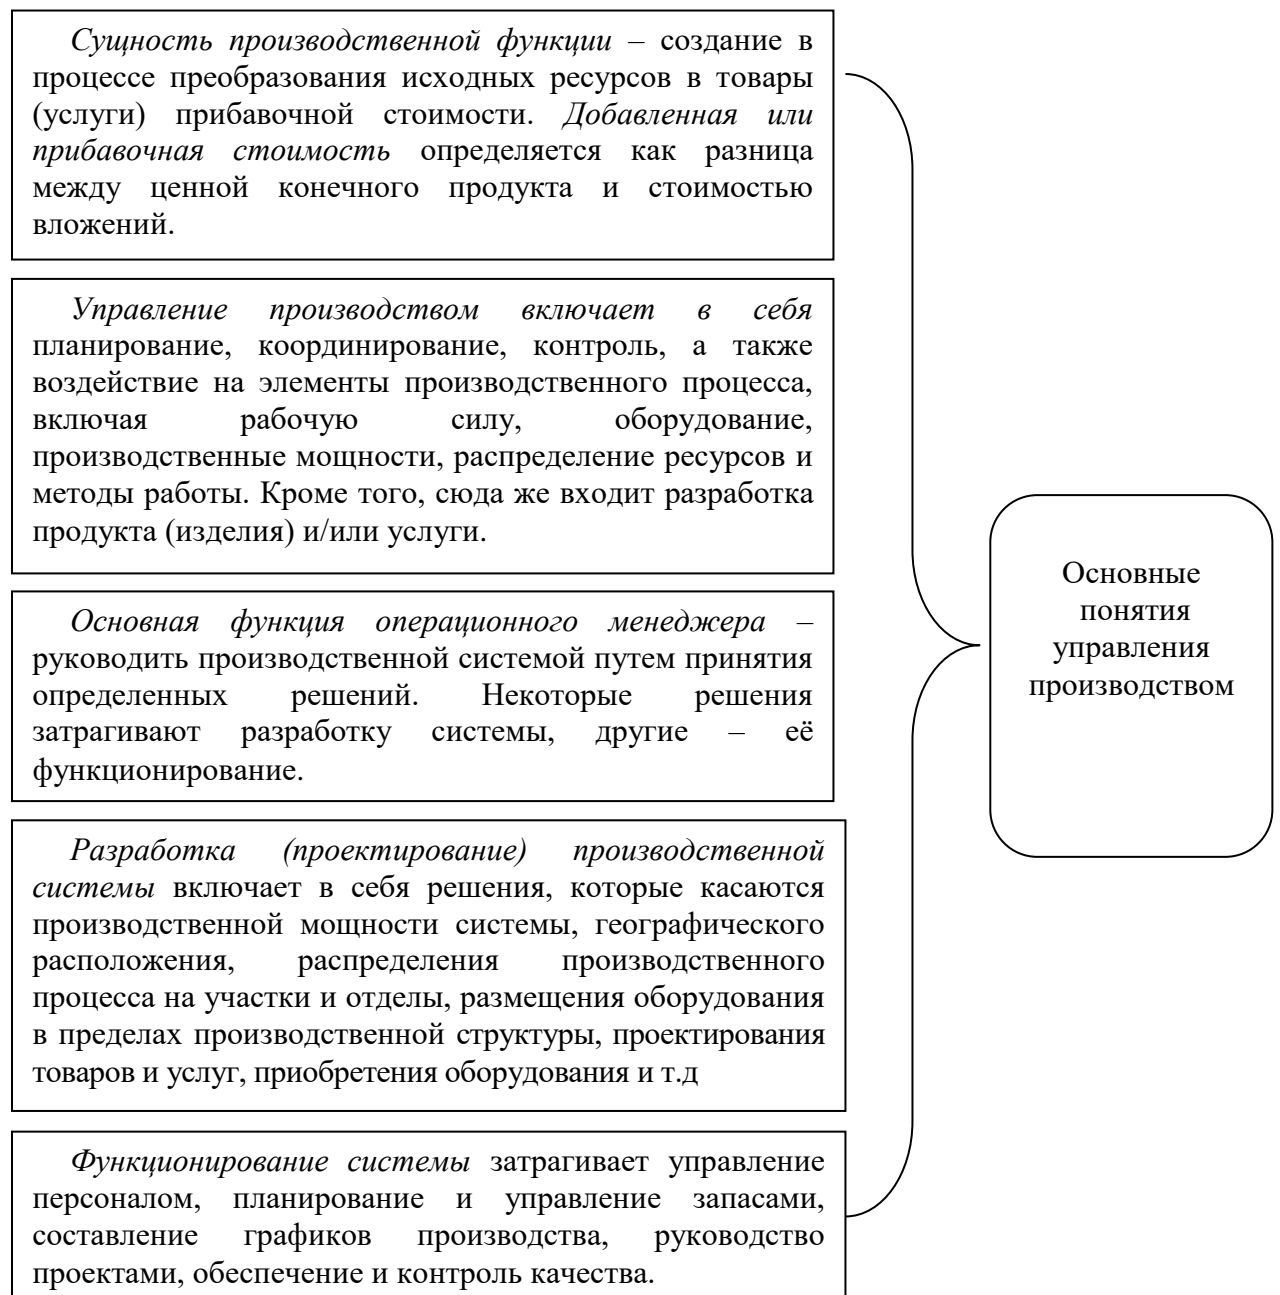 Сущность производственной функции – создание в
процессе преобразования исходных ресурсов в товары
(услуги) прибавочной стоимости. Добавленная или
прибавочная стоимость определяется как разница
между ценной конечного продукта и стоимостью
вложений.
Управление производством включает в себя
планирование, координирование, контроль, а также
воздействие на элементы производственного процесса,
включая рабочую силу, оборудование,
производственные мощности, распределение ресурсов и
методы работы. Кроме того, сюда же входит разработка
продукта (изделия) и/или услуги.
Основная функция операционного менеджера –
руководить производственной системой путем принятия
определенных решений. Некоторые решения
затрагивают разработку системы, другие – её
функционирование.
Разработка (проектирование) производственной
системы включает в себя решения, которые касаются
производственной мощности системы, географического
расположения, распределения производственного
процесса на участки и отделы, размещения оборудования
в пределах производственной структуры, проектирования
товаров и услуг, приобретения оборудования и т.д
Функционирование системы затрагивает управление
персоналом, планирование и управление запасами,
составление графиков производства, руководство
проектами, обеспечение и контроль качества.
Основные
понятия
управления
производством